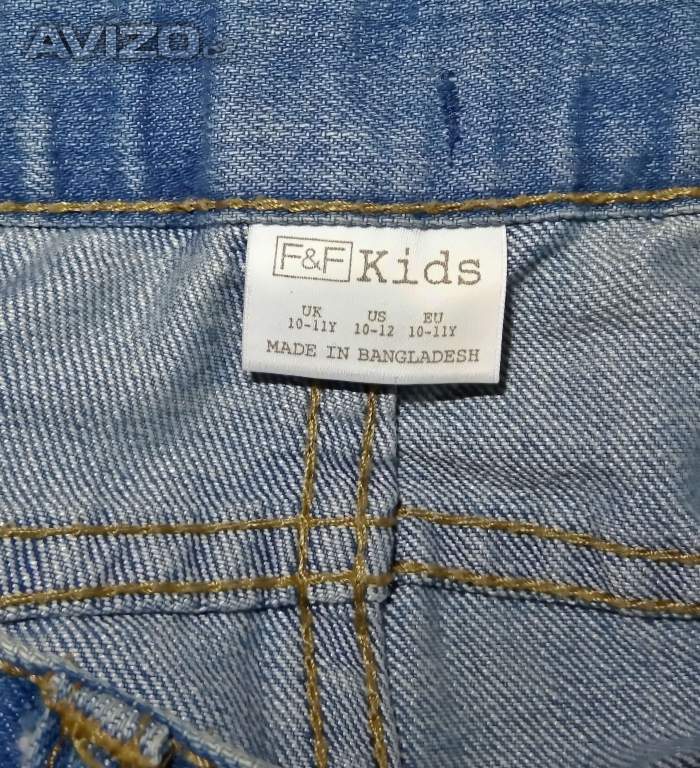 AVIZO.
F&F Kids
UK US EU
10-11Y 10-12 10-11Y
MADE IN BANGLADESH